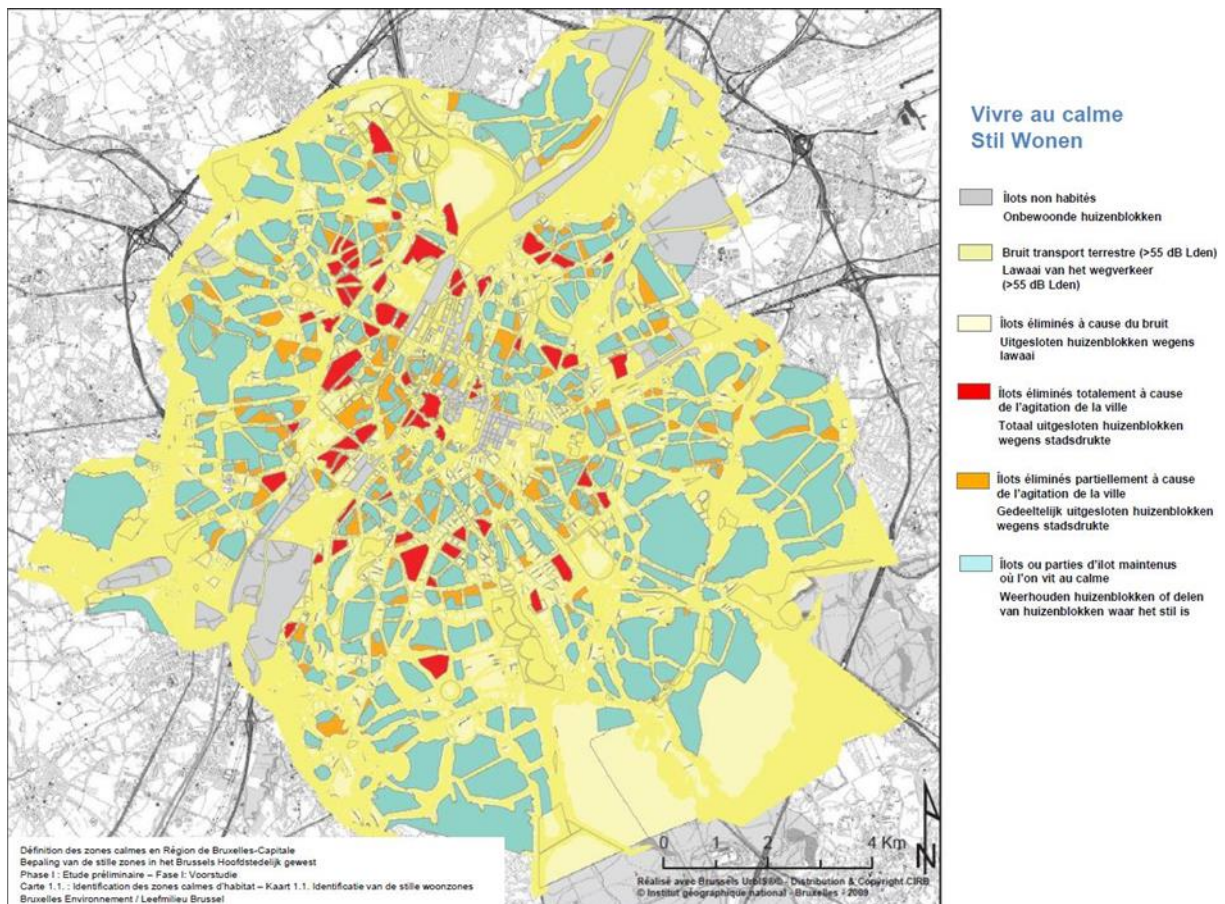 Vivre au calme
Stil Wonen
Îlots non habités
Onbewoonde huizenblokken
Bruit transport terrestre (>55 dB Lden)
Lawaai van het wegverkeer
(>55 dB Lden)
Îlots éliminés à cause du bruit
Uitgesloten huizenblokken wegens
lawaai
Îlots éliminés totalement à cause
de l'agitation de la ville
Totaal uitgesloten huizenblokken
wegens stadsdrukte
Îlots éliminés partiellement à cause
de l'agitation de la ville
Gedeeltelijk uitgesloten huizenblokken
wegens stadsdrukte
Îlots ou parties d'ilot maintenus
où l'on vit au calme
Weerhouden huizenblokken of delen
van huizenblokken waar het stil is
0 1 2 4 Km
N
Réalisé avec Brussels UrbIS®© - Distribution & Copyright CIRB
© Institut géographique national - Bruxelles - 2009
Définition des zones calmes en Région de Bruxelles-Capitale
Bepaling van de stille zones in het Brussels Hoofdstedelijk gewest
Phase I : Etude préliminaire – Fase I: Voorstudie
Carte 1.1. : Identification des zones calmes d'habitat – Kaart 1.1. Identificatie van de stille woonzones
Bruxelles Environnement / Leefmilieu Brussel